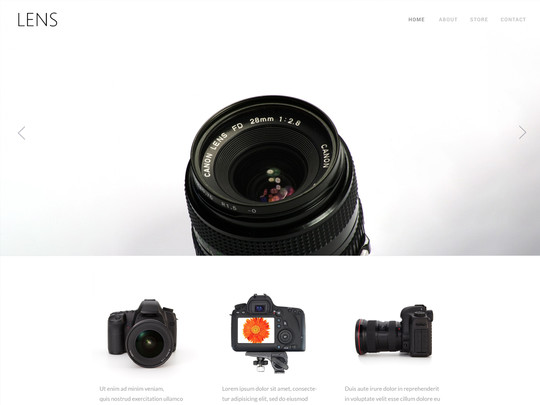 LENS
HOME ABOUT STORE CONTACT
CANON LENS FD 28mm 1:2.8 CANON
Ut enim ad minim veniam, Lorem ipsum dolor sit amet, consecte- Duis aute irure dolor in reprehenderit
quis nostrud exercitation ullamco tur adipisicing elit, sed do eiusmod in voluptate velit esse cillum dolore eu